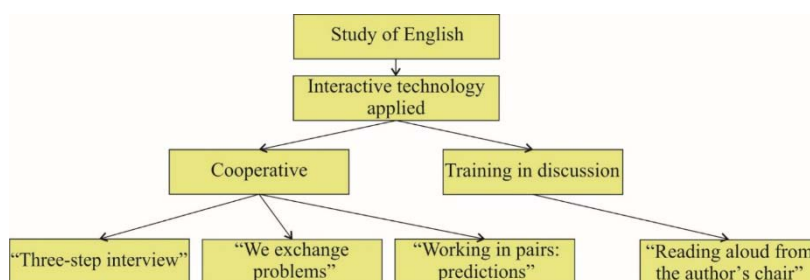 Study of English
Interactive technology
applied
Cooperative
Training in discussion
“Three-step interview”
“We exchange
problems”
“Working in pairs:
predictions”
“Reading aloud from
the author’s chair”